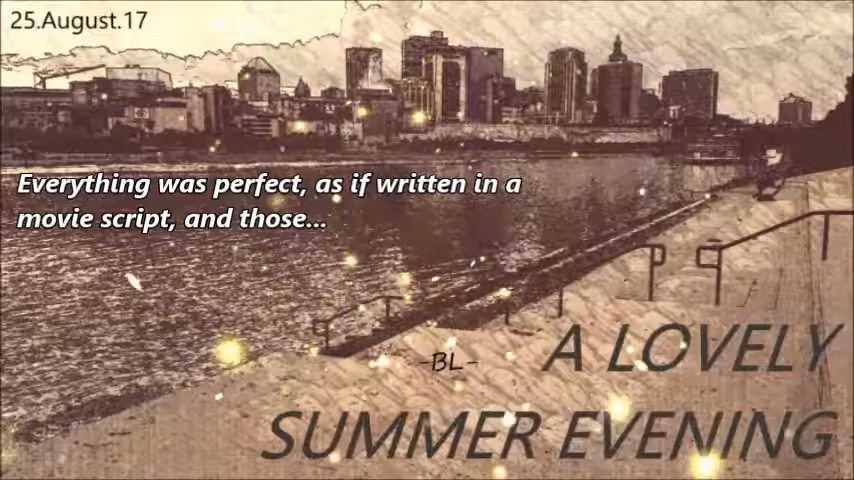 25.August.17
Everything was perfect, as if written in a
movie script, and those...
-BL-
A LOVELY
SUMMER EVENING